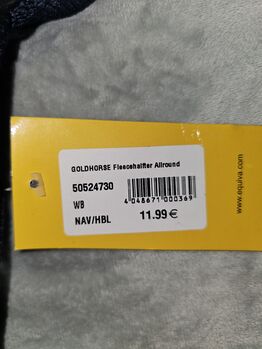 GOLDHORSE Fleecehalfter Allround
50524730
WB
4 048671 000369
NAV/HBL
11.99€
www.equiva.com